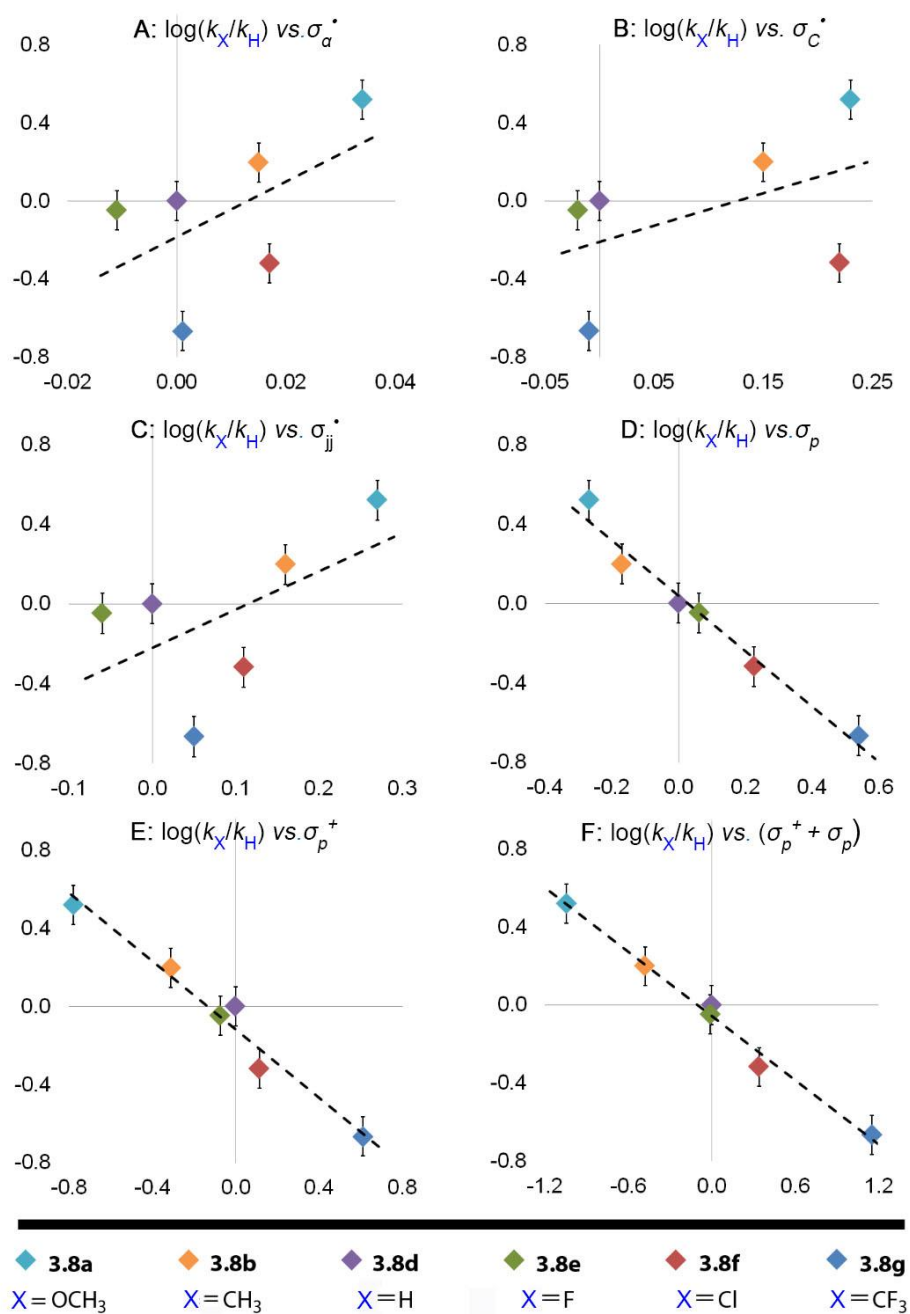 A: log(kX/kH) vs. σα•
B: log(kX/kH) vs. σC•
0.8
0.4
0.0
-0.4
-0.8
-0.02 0.00 0.02 0.04
0.8
0.4
0.0
-0.4
-0.8
-0.05 0.05 0.15 0.25
C: log(kX/kH) vs. σjj•
D: log(kX/kH) vs. σp
0.8
0.4
0.0
-0.4
-0.8
-0.1 0.0 0.1 0.2 0.3
0.8
0.4
0.0
-0.4
-0.8
-0.4 -0.2 0.0 0.2 0.4 0.6
E: log(kX/kH) vs. σp+
F: log(kX/kH) vs. (σp+ + σp)
0.8
0.4
0.0
-0.4
-0.8
-0.8 -0.4 0.0 0.4 0.8
0.8
0.4
0.0
-0.4
-0.8
-1.2 -0.6 0.0 0.6 1.2
3.8a 3.8b 3.8d 3.8e 3.8f 3.8g
X = OCH3 X = CH3 X = H X = F X = Cl X = CF3